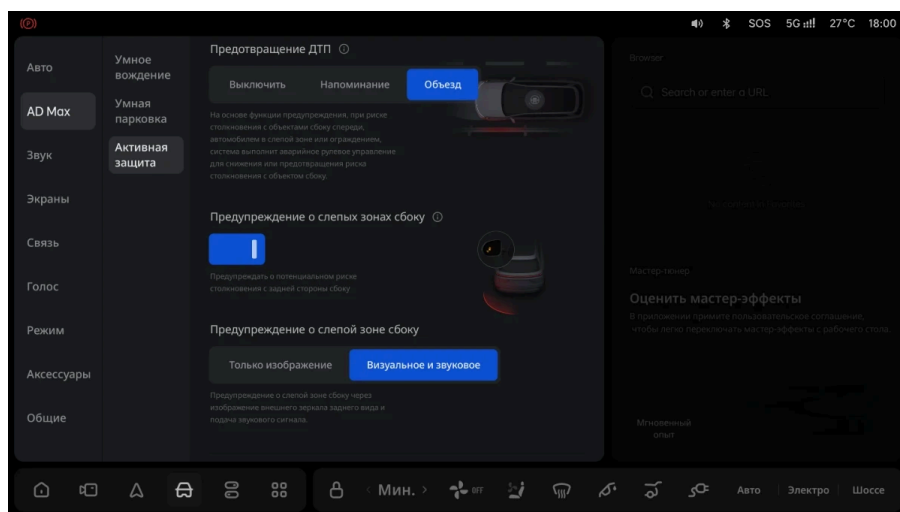 (P)
SOS
5G
27°C
18:00
Авто
AD Max
Звук
Экраны
Связь
Голос
Режим
Аксессуары
Общие
Умное
вождение
Умная
парковка
Активная
защита
Предотвращение ДТП
Выключить
Напоминание
Объезд
На основе функции предупреждения, при риске
столкновения с объектами сбоку спереди,
автомобилем в слепой зоне или ограждением,
система выполнит аварийное рулевое управление
для снижения или предотвращения риска
столкновения с объектом сбоку.
Предупреждение о слепых зонах сбоку
Предупреждать о потенциальном риске
столкновения с задней стороны сбоку
Предупреждение о слепой зоне сбоку
Только изображение
Визуальное и звуковое
Предупреждение о слепой зоне сбоку через
изображение внешнего зеркала заднего вида и
подача звукового сигнала.
Browser
Search or enter a URL
Мастер-тюнер
Оценить мастер-эффекты
В приложении примите пользовательское соглашение,
чтобы легко переключать мастер-эффекты с рабочего стола.
Мгновенный
опыт
Мин.
OFF
Авто
Электро
Шоссе